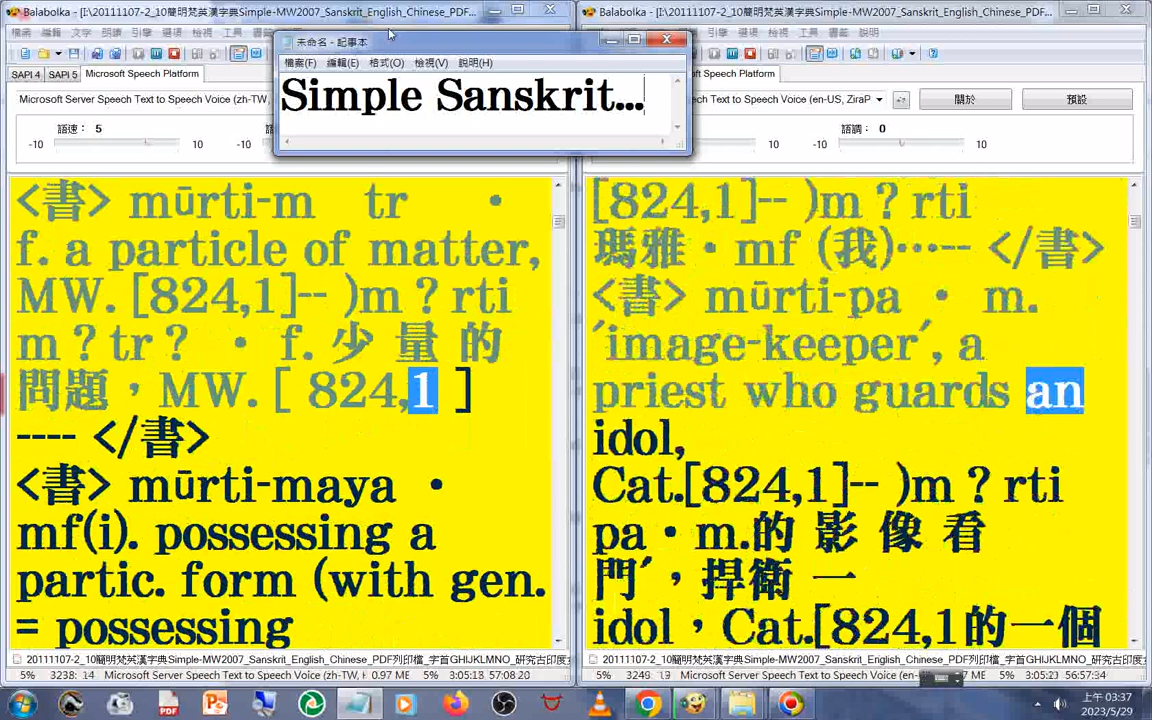 Balabolka - [I:\20111107-2_10簡明梵英漢字典Simple-MW2007_Sanskrit_English_Chinese_PDF...
Balabolka - [I:\20111107-2_10簡明梵英漢字典Simple-MW2007_Sanskrit_English_Chinese_PDF...
未命名 - 記事本
檔案(F) 編輯(E) 格式(O) 檢視(V) 說明(H)
Simple Sanskrit...
SAPI 4 SAPI 5 Microsoft Speech Platform
Speech Platform
Microsoft Server Speech Text to Speech Voice (zh-TW,
ech Text to Speech Voice (en-US, ZiraP
關於
預設
語速： 5
-10 10 -10
語調： 0
10 -10 10
<書> mūrti-m tr •
f. a particle of matter,
MW. [824,1]-- )m？rti
m？tr？ • f. 少 量 的
問題，MW. [ 824,1 ]
---- </書>
<書> mūrti-maya •
mf(i). possessing a
partic. form (with gen.
= possessing
[824,1]-- )m？rti
瑪雅•mf (我)…-- </書>
<書> mūrti-pa • m.
'image-keeper', a
priest who guards an
idol,
Cat.[824,1]-- )m？rti
pa•m.的 影 像 看
門'，捍衛 一
idol，Cat.[824,1的一個
20111107-2_10簡明梵英漢字典Simple-MW2007_Sanskrit_English_Chinese_PDF列印檔_字首GHIJKLMNO_研究古印度
20111107-2_10簡明梵英漢字典Simple-MW2007_Sanskrit_English_Chinese_PDF列印檔_字首GHIJKLMNO_研究古印度
5% 3238: 14 Microsoft Server Speech Text to Speech Voice (zh-TW, 0.97 ME 5% 3:05:18 57:08:20
5% Microsoft Server Speech Text to Speech Voice 5% 3:05:23 56:57:34
上午 03:37
2023/5/29